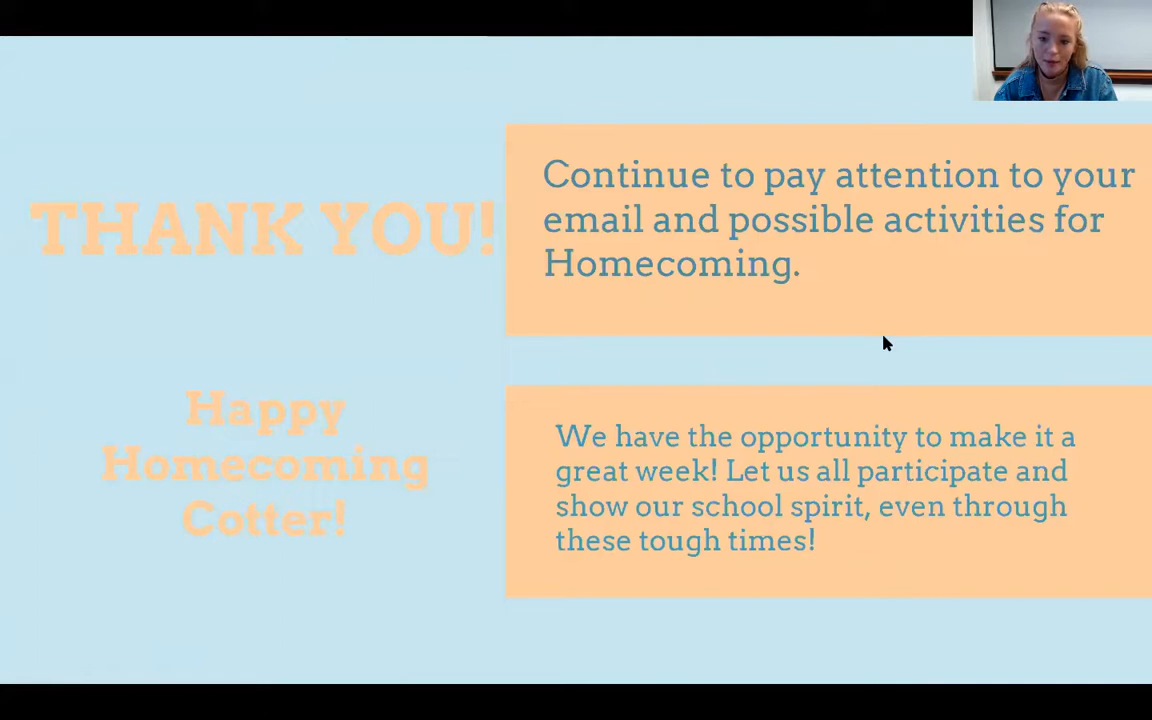 THANK YOU!
Continue to pay attention to your
email and possible activities for
Homecoming.
Happy
Homecoming
Cotter!
We have the opportunity to make it a
great week! Let us all participate and
show our school spirit, even through
these tough times!